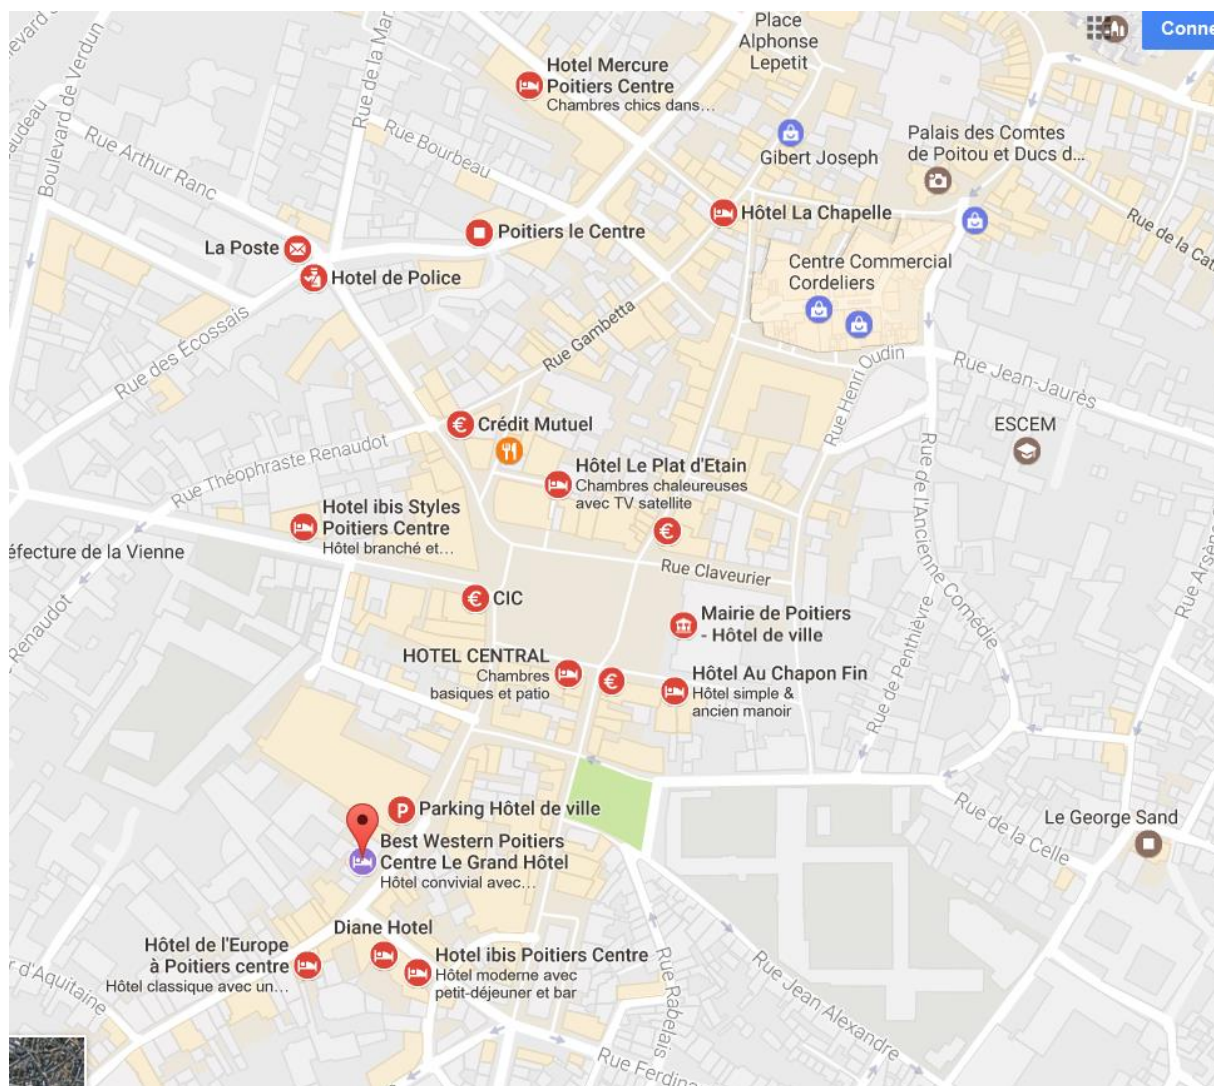 Place
Alphonse
Lepetit
Conne
Hotel Mercure
Poitiers Centre
Chambres chics dans…
Boulevard de Verdun
Rue de la Mar
Rue Arthur Ranc
Rue Bourbeau
Gibert Joseph
Palais des Comtes
de Poitou et Ducs d…
Hôtel La Chapelle
Poitiers le Centre
La Poste
Hotel de Police
Rue de la Cat
Centre Commercial
Cordeliers
Rue des Écossais
Rue Gambetta
Rue Henri Oudin
Rue Jean-Jaurès
Crédit Mutuel
ESCEM
Rue Théophraste Renaudot
Hôtel Le Plat d'Etain
Chambres chaleureuses
avec TV satellite
Hotel ibis Styles
Poitiers Centre
Hôtel branché et…
éfecture de la Vienne
Rue Claveurier
Rue de l'Ancienne Comédie
Rue Arsène
CIC
Renaudot
Mairie de Poitiers
- Hôtel de ville
Rue de Penthièvre
HOTEL CENTRAL
Chambres
basiques et patio
Hôtel Au Chapon Fin
Hôtel simple &
ancien manoir
P
Parking Hôtel de ville
Le George Sand
Rue de la Celle
Best Western Poitiers
Centre Le Grand Hôtel
Hôtel convivial avec…
Diane Hotel
Hôtel de l'Europe
à Poitiers centre
Hôtel classique avec un…
Hotel ibis Poitiers Centre
Hôtel moderne avec
petit-déjeuner et bar
r d'Aquitaine
Rue Rabelais
Rue Jean Alexandre
Rue Ferdina